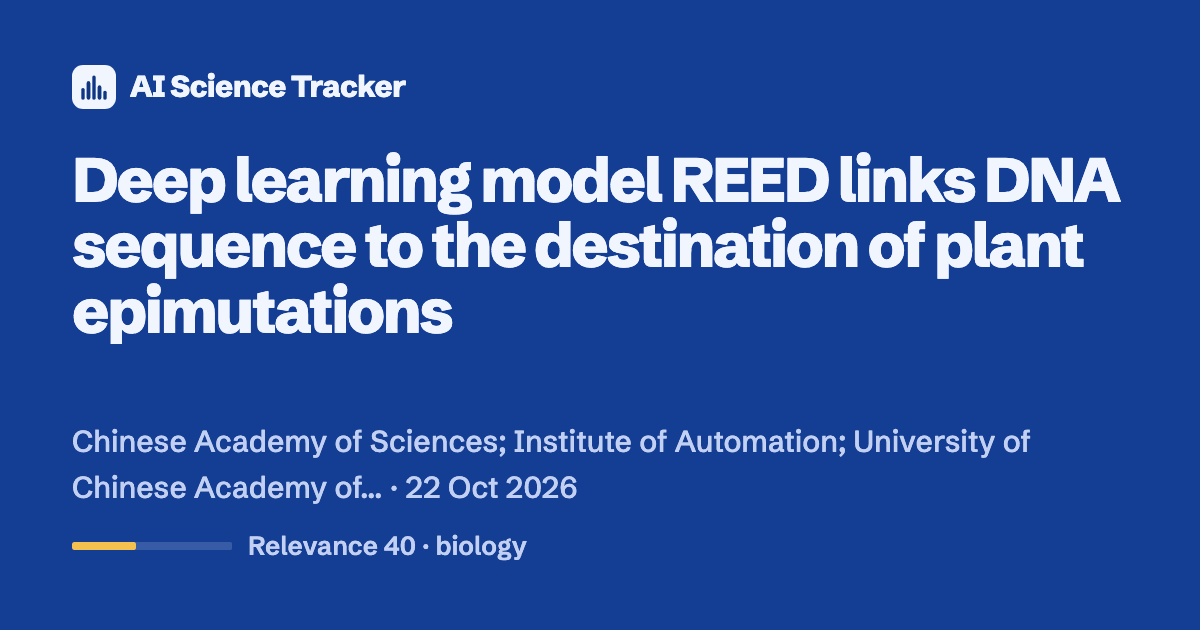 AI Science Tracker
Deep learning model REED links DNA
sequence to the destination of plant
epimutations
Chinese Academy of Sciences; Institute of Automation; University of
Chinese Academy of... · 22 Oct 2026
Relevance 40 · biology